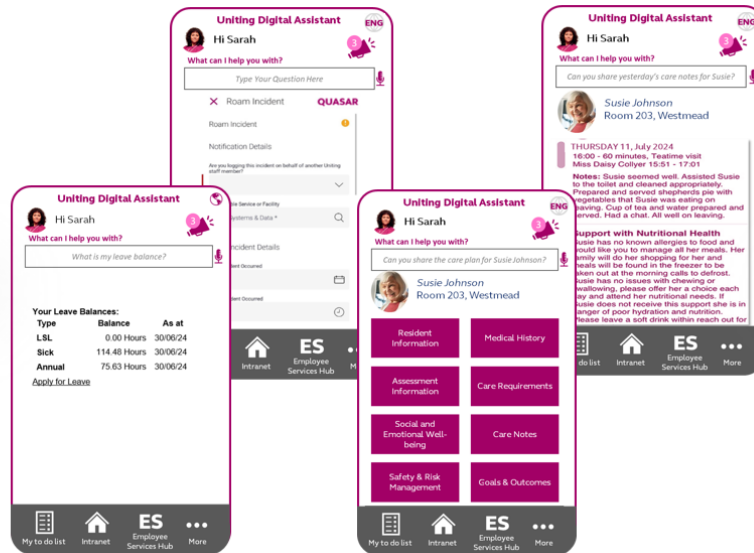 Uniting Digital Assistant
ENG
Hi Sarah
3
What can I help you with?
Type Your Question Here
X Roam Incident QUASAR
Roam Incident
Notification Details
Are you logging this incident on behalf of another Uniting
staff member?
Service or Facility
Systems & Data *
Incident Details
Intranet
ES
Employee
Services Hub
Uniting Digital Assistant
ENG
Hi Sarah
3
What can I help you with?
Can you share yesterday's care notes for Susie?
Susie Johnson
Room 203, Westmead
THURSDAY 11, July 2024
16:00 - 60 minutes, Teatime visit
Miss Daisy Collyer 15:51 - 17:01
Notes: Susie seemed well. Assisted Susie
to the toilet and cleaned appropriately.
Prepared and served shepherds pie with
vegetables that Susie was eating on
leaving. Cup of tea and water prepared and
served. Had a chat. All well on leaving.
Support with Nutritional Health
Susie has no known allergies to food and
would like you to manage all her meals. Her
family will do her shopping for her and
meals will be found in the freezer to be
taken out at the morning calls to defrost.
Susie has no issues with chewing or
swallowing, please offer her a choice each
day and attend her nutritional needs. If
Susie does not receive this support she is in
danger of poor hydration and nutrition.
Please leave a soft drink within reach out for
do list
Intranet
ES
Employee
Services Hub
More
Uniting Digital Assistant
Hi Sarah
3
What can I help you with?
What is my leave balance?
Your Leave Balances:
Type Balance As at
LSL 0.00 Hours 30/06/24
Sick 114.48 Hours 30/06/24
Annual 75.63 Hours 30/06/24
Apply for Leave
My to do list
Intranet
ES
Employee
Services Hub
More
Uniting Digital Assistant
ENG
Hi Sarah
3
What can I help you with?
Can you share the care plan for Susie Johnson?
Susie Johnson
Room 203, Westmead
Resident
Information
Medical History
Assessment
Information
Care Requirements
Social and
Emotional Well-
being
Care Notes
Safety & Risk
Management
Goals & Outcomes
My to do list
Intranet
ES
Employee
Services Hub
More